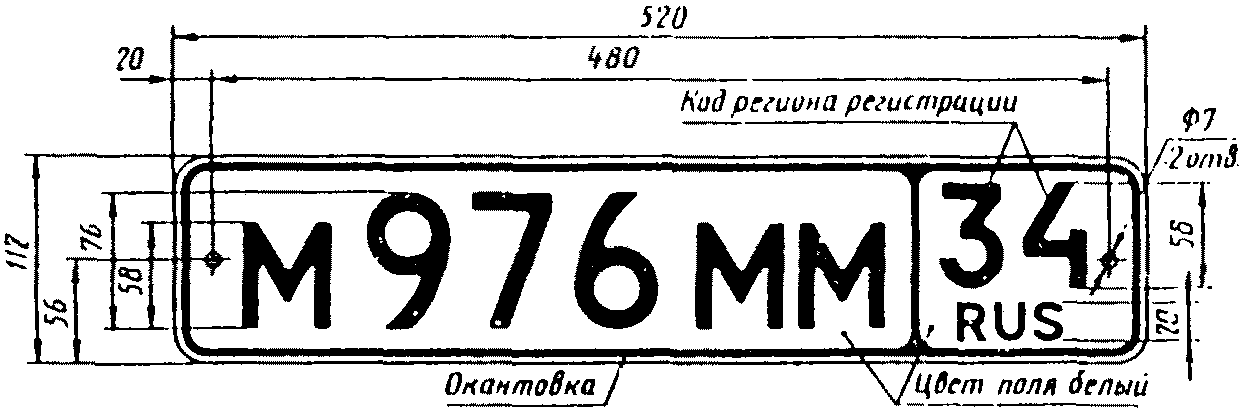 520
20 480
Код региона регистрации
Ф7
2 отв.
112 56 76 58 М 976 ММ 34 58
RUS 20
Окантовка Цвет поля белый